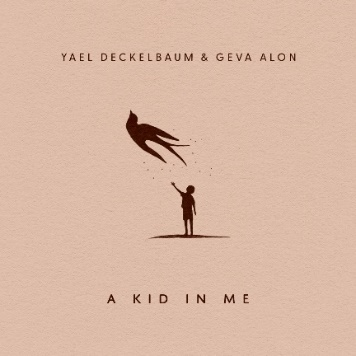 YAEL DECKELBAUM & GEVA ALON
A KID IN ME